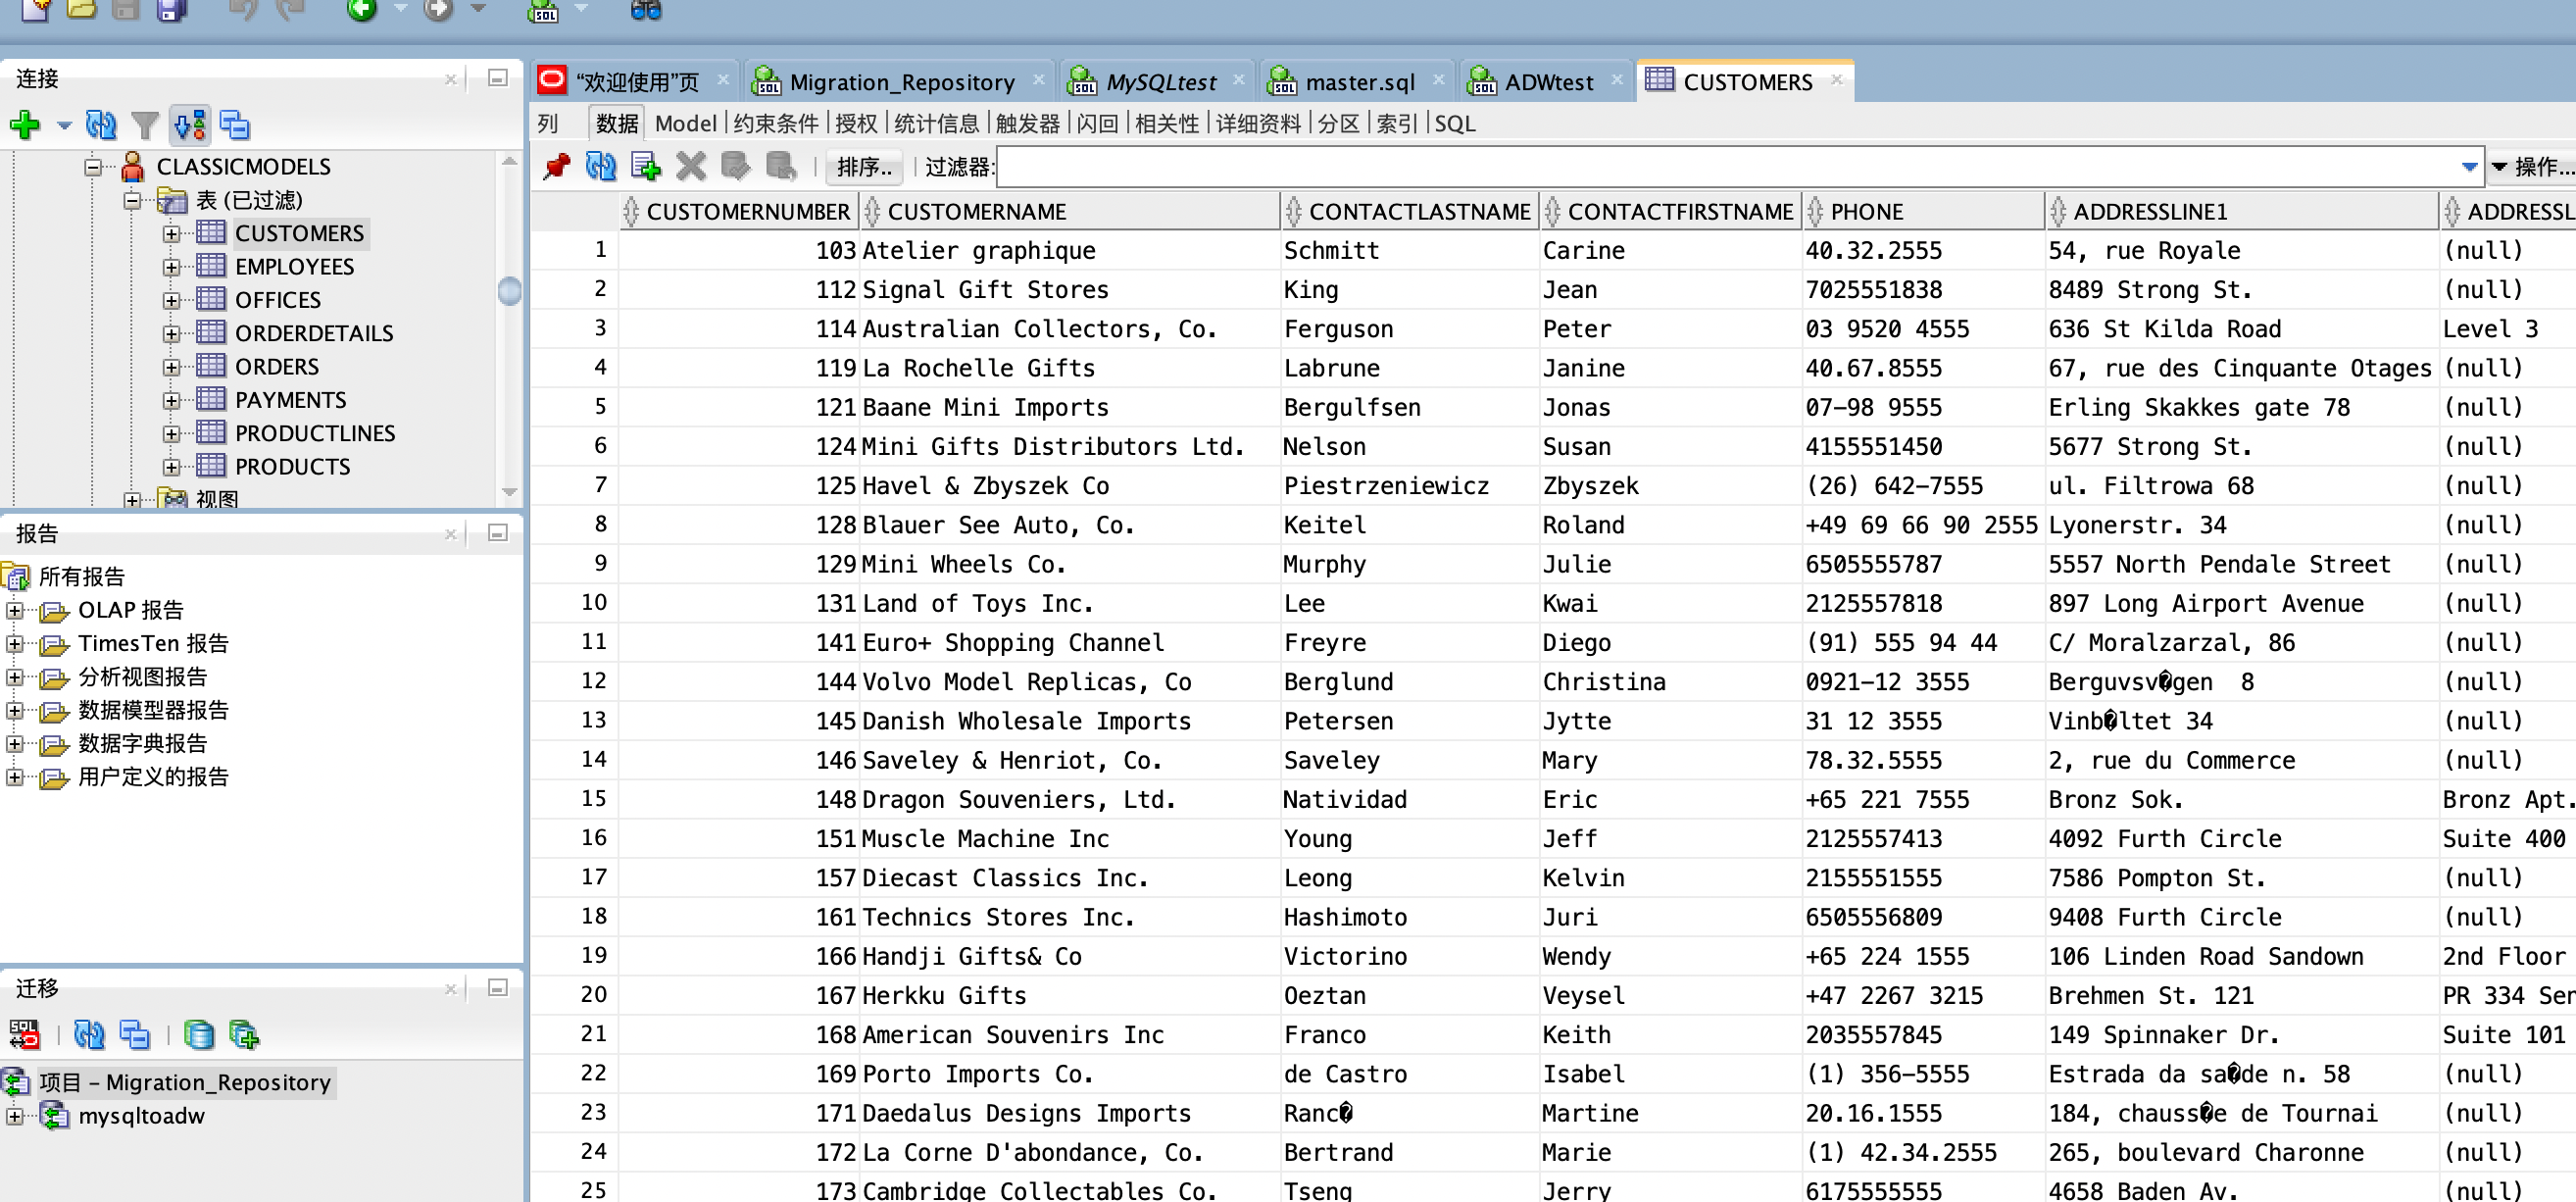 连接
CLASSICMODELS
表 (已过滤)
CUSTOMERS
EMPLOYEES
OFFICES
ORDERDETAILS
ORDERS
PAYMENTS
PRODUCTLINES
PRODUCTS
视图
报告
所有报告
OLAP 报告
TimesTen 报告
分析视图报告
数据模型器报告
数据字典报告
用户定义的报告
迁移
项目 – Migration_Repository
mysqltoadw
“欢迎使用”页 Migration_Repository MySQLtest master.sql ADWtest CUSTOMERS
列 数据 Model 约束条件 授权 统计信息 触发器 闪回 相关性 详细资料 分区 索引 SQL
排序.. 过滤器: 操作...
CUSTOMERNUMBER CUSTOMERNAME CONTACTLASTNAME CONTACTFIRSTNAME PHONE ADDRESSLINE1 ADDRESSL
1 103 Atelier graphique Schmitt Carine 40.32.2555 54, rue Royale (null)
2 112 Signal Gift Stores King Jean 7025551838 8489 Strong St. (null)
3 114 Australian Collectors, Co. Ferguson Peter 03 9520 4555 636 St Kilda Road Level 3
4 119 La Rochelle Gifts Labrune Janine 40.67.8555 67, rue des Cinquante Otages (null)
5 121 Baane Mini Imports Bergulfsen Jonas 07-98 9555 Erling Skakkes gate 78 (null)
6 124 Mini Gifts Distributors Ltd. Nelson Susan 4155551450 5677 Strong St. (null)
7 125 Havel & Zbyszek Co Piestrzeniewicz Zbyszek (26) 642-7555 ul. Filtrowa 68 (null)
8 128 Blauer See Auto, Co. Keitel Roland +49 69 66 90 2555 Lyonerstr. 34 (null)
9 129 Mini Wheels Co. Murphy Julie 6505555787 5557 North Pendale Street (null)
10 131 Land of Toys Inc. Lee Kwai 2125557818 897 Long Airport Avenue (null)
11 141 Euro+ Shopping Channel Freyre Diego (91) 555 94 44 C/ Moralzarzal, 86 (null)
12 144 Volvo Model Replicas, Co Berglund Christina 0921-12 3555 Berguvsv�gen  8 (null)
13 145 Danish Wholesale Imports Petersen Jytte 31 12 3555 Vinb�ltet 34 (null)
14 146 Saveley & Henriot, Co. Saveley Mary 78.32.5555 2, rue du Commerce (null)
15 148 Dragon Souveniers, Ltd. Natividad Eric +65 221 7555 Bronz Sok. Bronz Apt.
16 151 Muscle Machine Inc Young Jeff 2125557413 4092 Furth Circle Suite 400
17 157 Diecast Classics Inc. Leong Kelvin 2155551555 7586 Pompton St. (null)
18 161 Technics Stores Inc. Hashimoto Juri 6505556809 9408 Furth Circle (null)
19 166 Handji Gifts& Co Victorino Wendy +65 224 1555 106 Linden Road Sandown 2nd Floor
20 167 Herkku Gifts Oeztan Veysel +47 2267 3215 Brehmen St. 121 PR 334 Sen
21 168 American Souvenirs Inc Franco Keith 2035557845 149 Spinnaker Dr. Suite 101
22 169 Porto Imports Co. de Castro Isabel (1) 356-5555 Estrada da sa�de n. 58 (null)
23 171 Daedalus Designs Imports Ranc� Martine 20.16.1555 184, chauss�e de Tournai (null)
24 172 La Corne D'abondance, Co. Bertrand Marie (1) 42.34.2555 265, boulevard Charonne (null)
25 173 Cambridge Collectables Co. Tseng Jerry 6175555555 4658 Baden Av. (null)